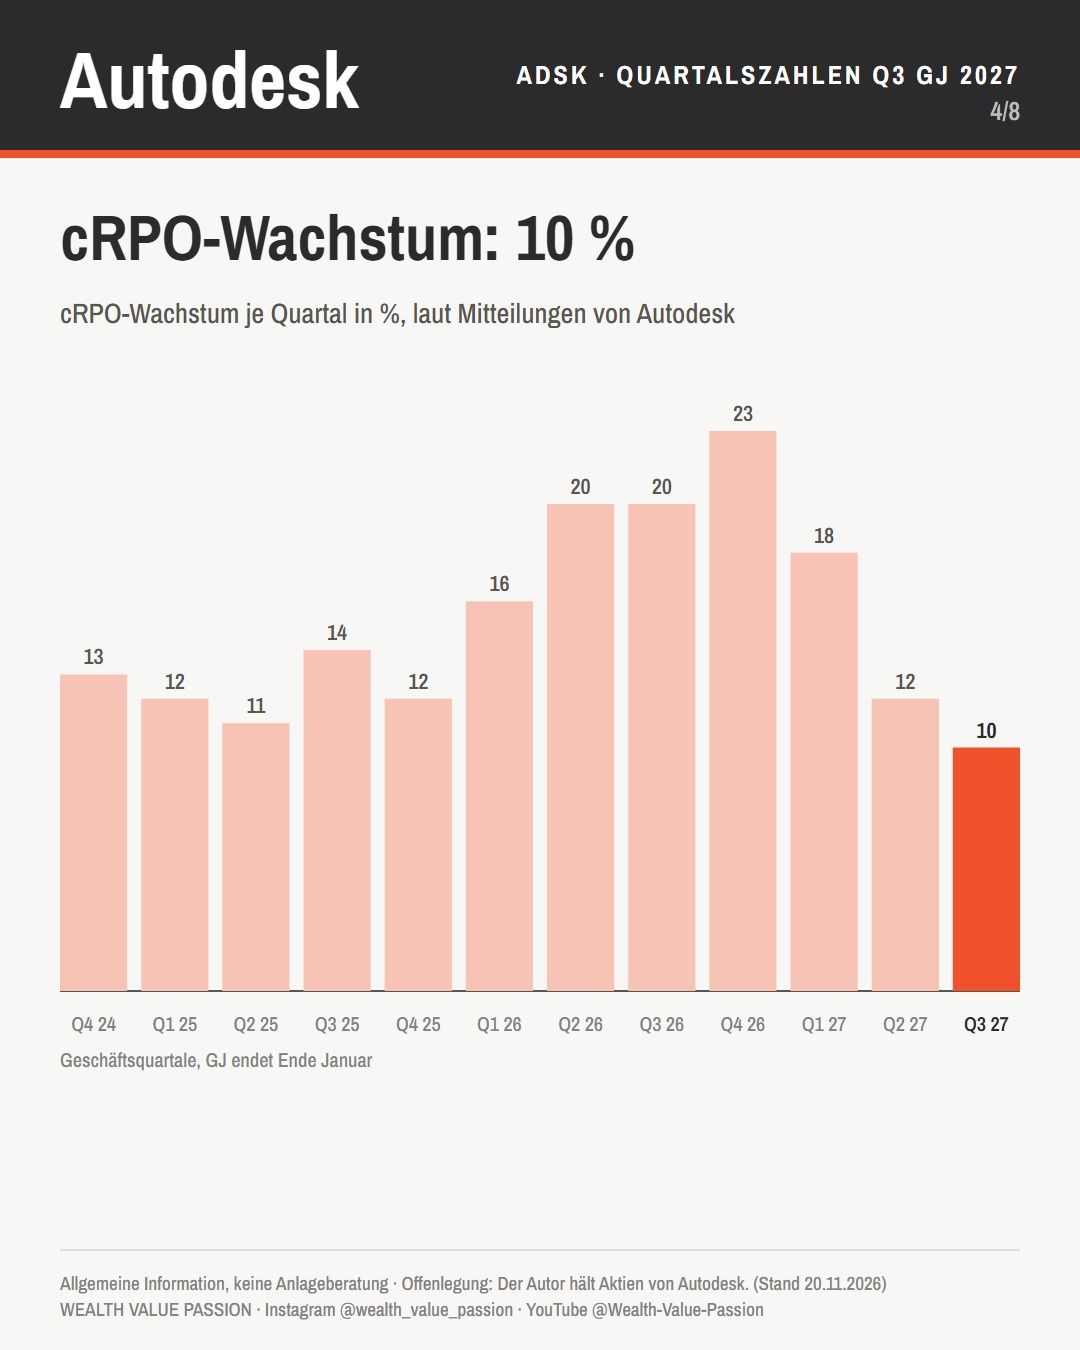 Autodesk
ADSK · QUARTALSZAHLEN Q3 GJ 2027
4/8
cRPO-Wachstum: 10 %
cRPO-Wachstum je Quartal in %, laut Mitteilungen von Autodesk
13 12 11 14 12 16 20 20 23 18 12 10
Q4 24 Q1 25 Q2 25 Q3 25 Q4 25 Q1 26 Q2 26 Q3 26 Q4 26 Q1 27 Q2 27 Q3 27
Geschäftsquartale, GJ endet Ende Januar
Allgemeine Information, keine Anlageberatung · Offenlegung: Der Autor hält Aktien von Autodesk. (Stand 20.11.2026)
WEALTH VALUE PASSION · Instagram @wealth_value_passion · YouTube @Wealth-Value-Passion